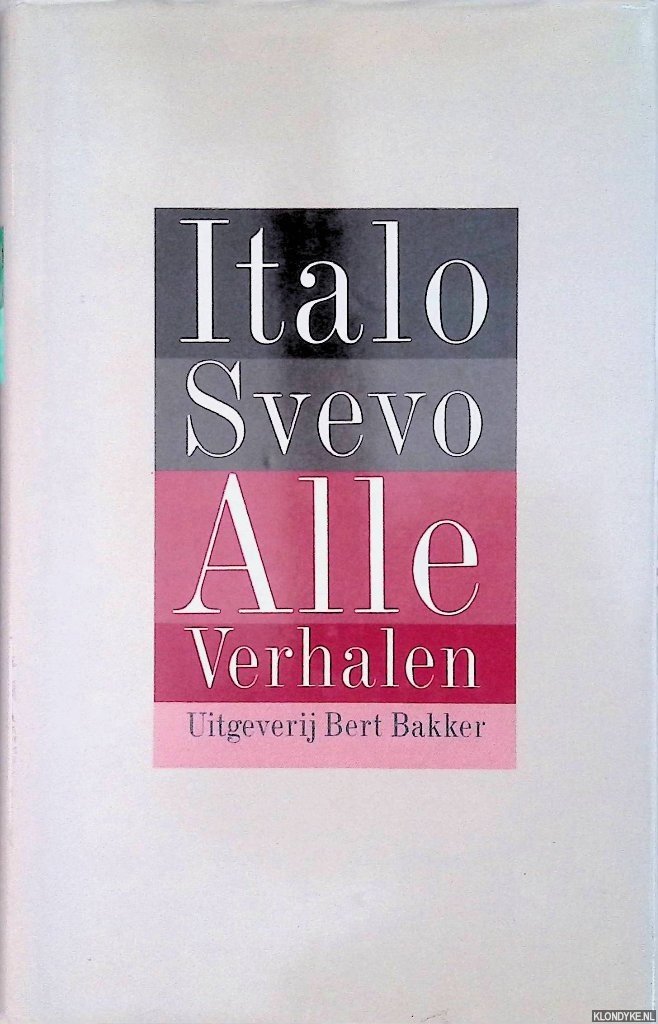 Italo
Svevo
Alle
Verhalen
Uitgeverij Bert Bakker
KLONDYKE.NL